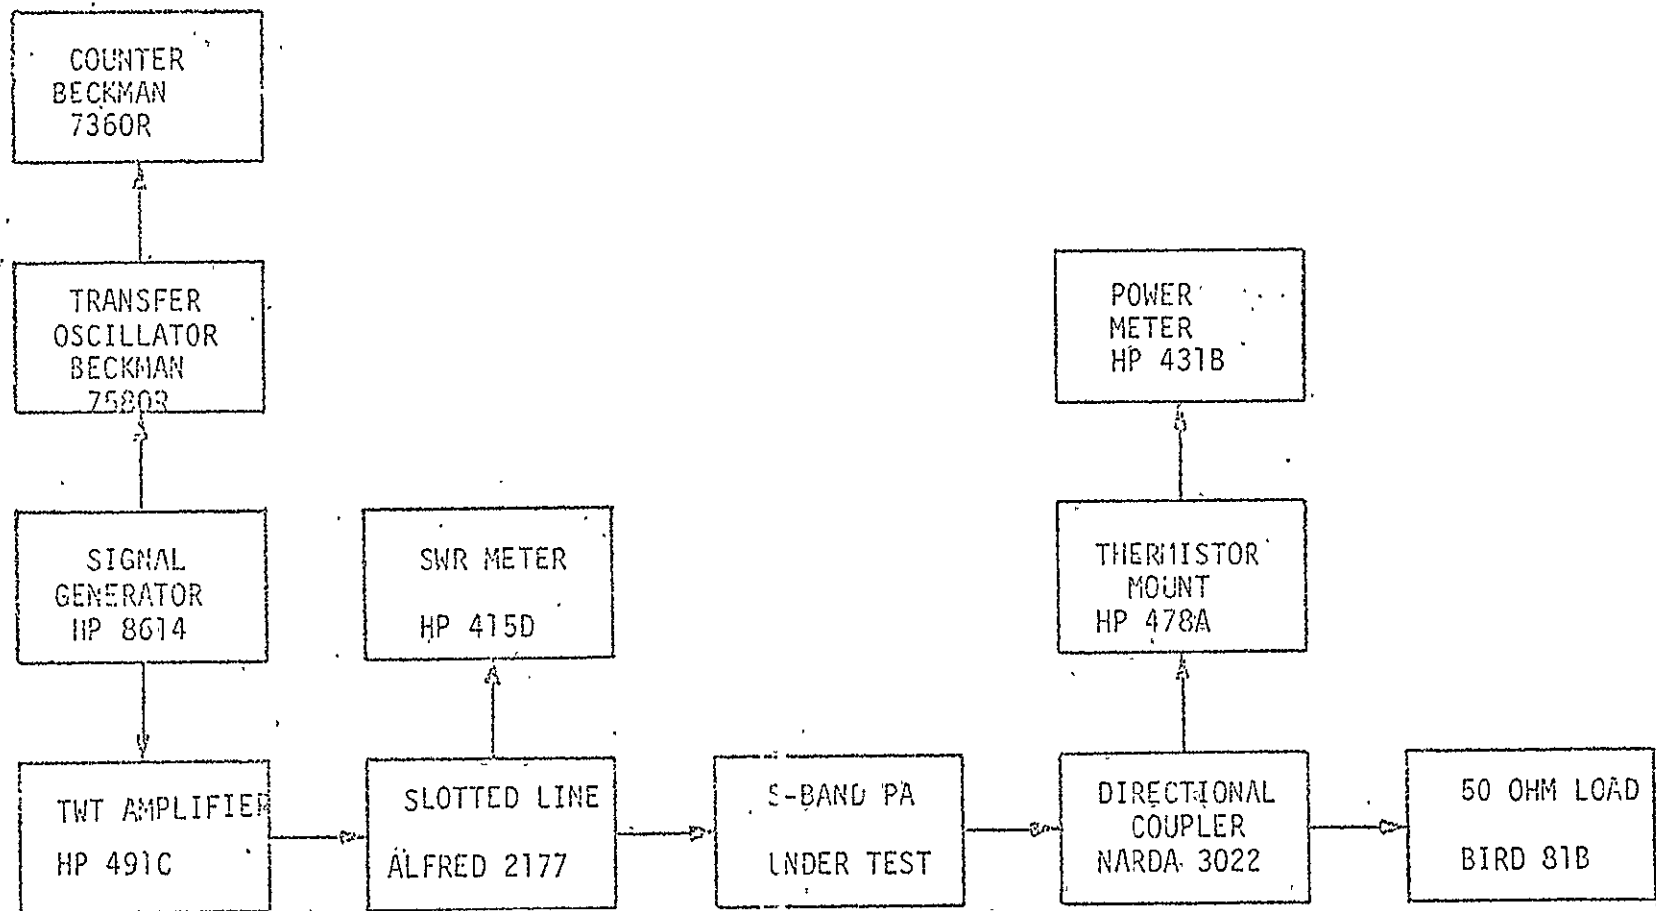 COUNTER
BECKMAN
7360R
TRANSFER
OSCILLATOR
BECKMAN
7580R
POWER
METER
HP 431B
SIGNAL
GENERATOR
HP 8614
SWR METER
HP 415D
THERMISTOR
MOUNT
HP 478A
TWT AMPLIFIER
HP 491C
SLOTTED LINE
ALFRED 2177
S-BAND PA
UNDER TEST
DIRECTIONAL
COUPLER
NARDA 3022
50 OHM LOAD
BIRD 81B